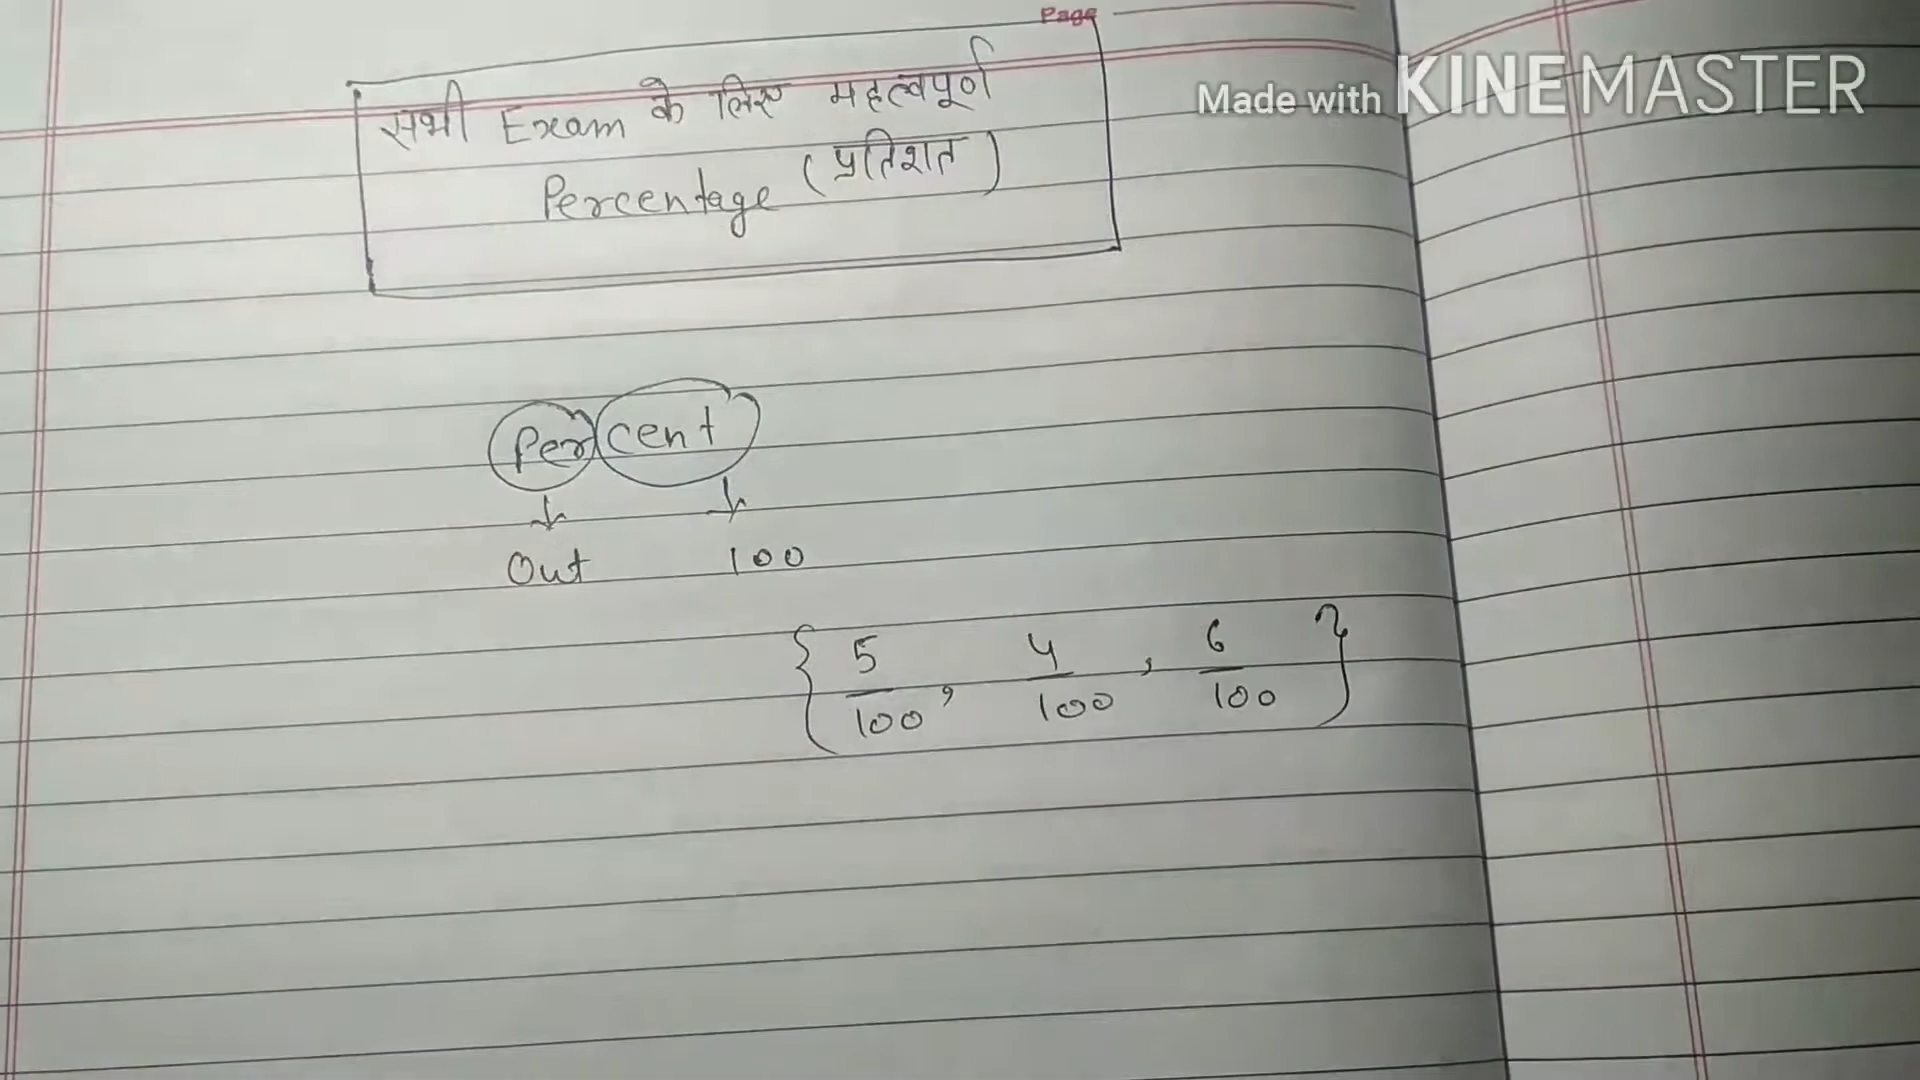 Page
Made with KINEMASTER
सभी Exam के लिए महत्वपूर्ण
Percentage (प्रतिशत)
Per cent
Out 100
{ 5/100, 4/100, 6/100 }